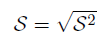 𝒮 = √𝒮²